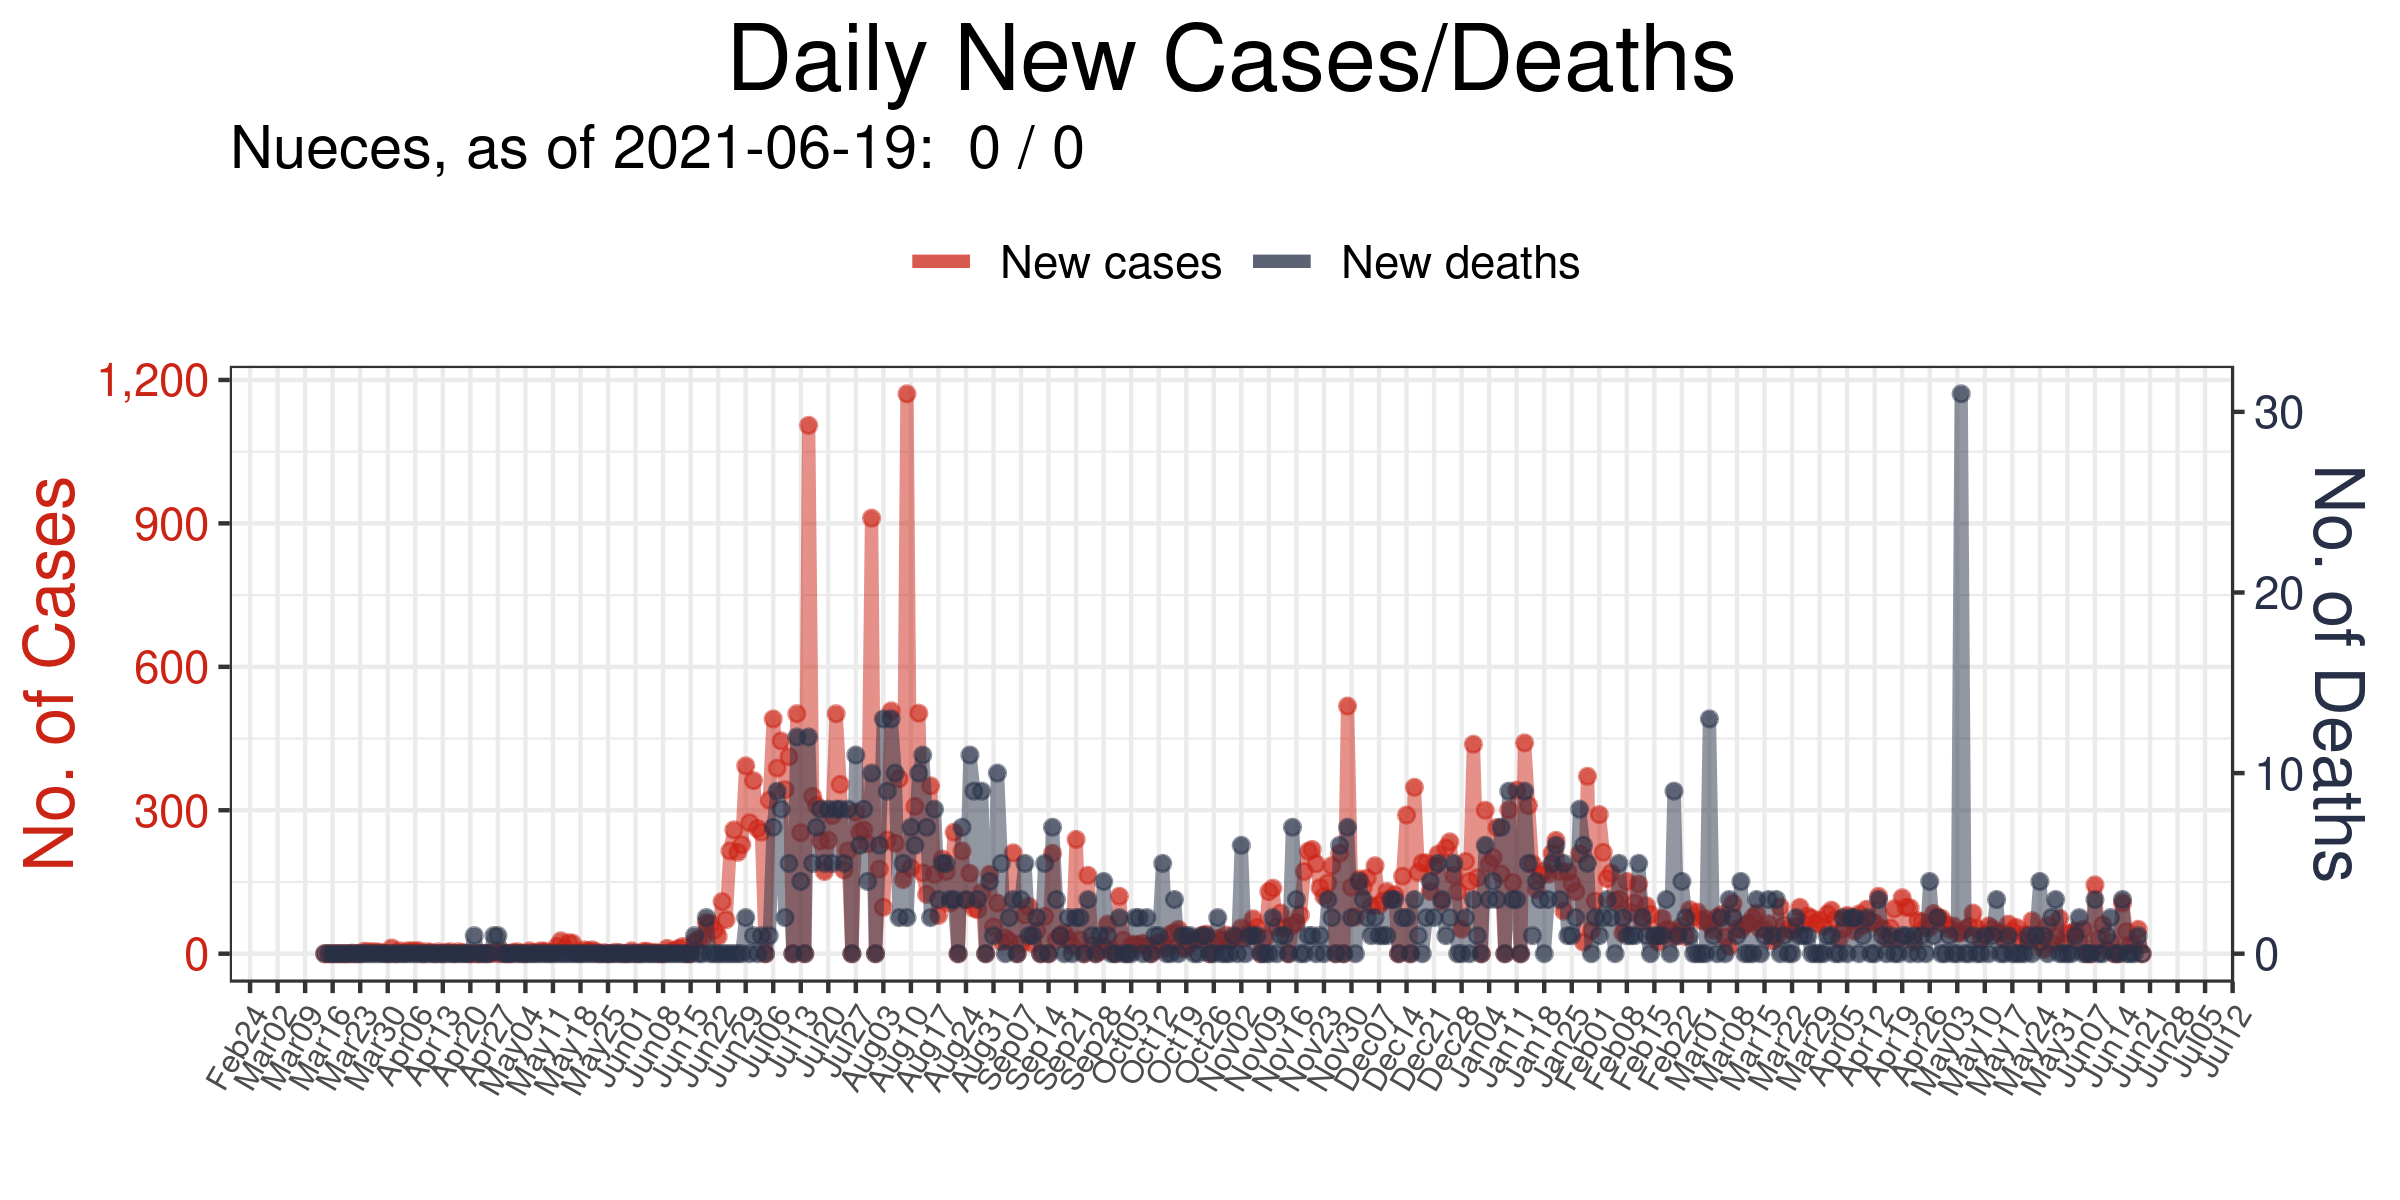 Daily New Cases/Deaths
Nueces, as of 2021-06-19: 0 / 0
New cases New deaths
No. of Cases
1,200
900
600
300
0
30
20
10
0
No. of Deaths
Feb24
Mar02
Mar09
Mar16
Mar23
Mar30
Apr06
Apr13
Apr20
Apr27
May04
May11
May18
May25
Jun01
Jun08
Jun15
Jun22
Jun29
Jul06
Jul13
Jul20
Jul27
Aug03
Aug10
Aug17
Aug24
Aug31
Sep07
Sep14
Sep21
Sep28
Oct05
Oct12
Oct19
Oct26
Nov02
Nov09
Nov16
Nov23
Nov30
Dec07
Dec14
Dec21
Dec28
Jan04
Jan11
Jan18
Jan25
Feb01
Feb08
Feb15
Feb22
Mar01
Mar08
Mar15
Mar22
Mar29
Apr05
Apr12
Apr19
Apr26
May03
May10
May17
May24
May31
Jun07
Jun14
Jun21
Jun28
Jul05
Jul12